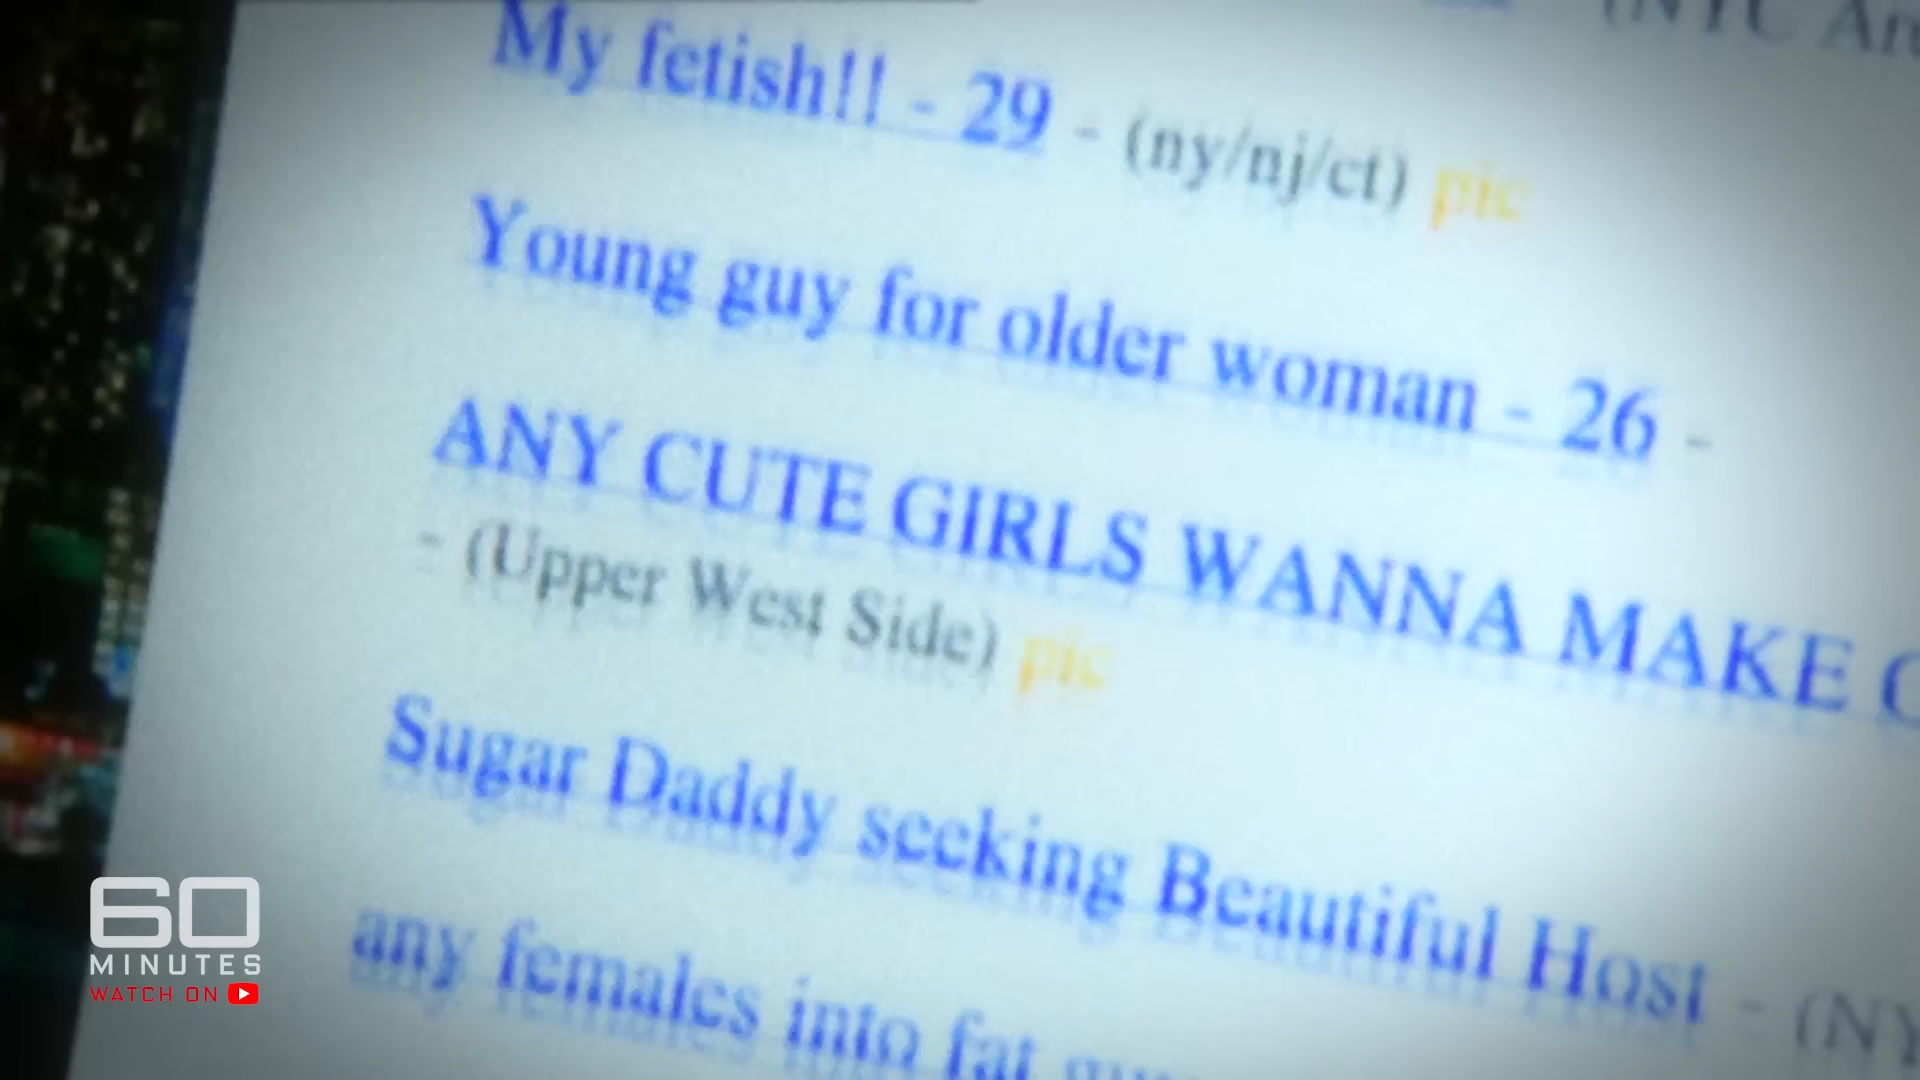 (NYC
My fetish!! - 29 - (ny/nj/ct) pic
Young guy for older woman - 26 -
ANY CUTE GIRLS WANNA MAKE
- (Upper West Side) pic
Sugar Daddy seeking Beautiful Host - (NY
any females into fat
60
MINUTES
WATCH ON